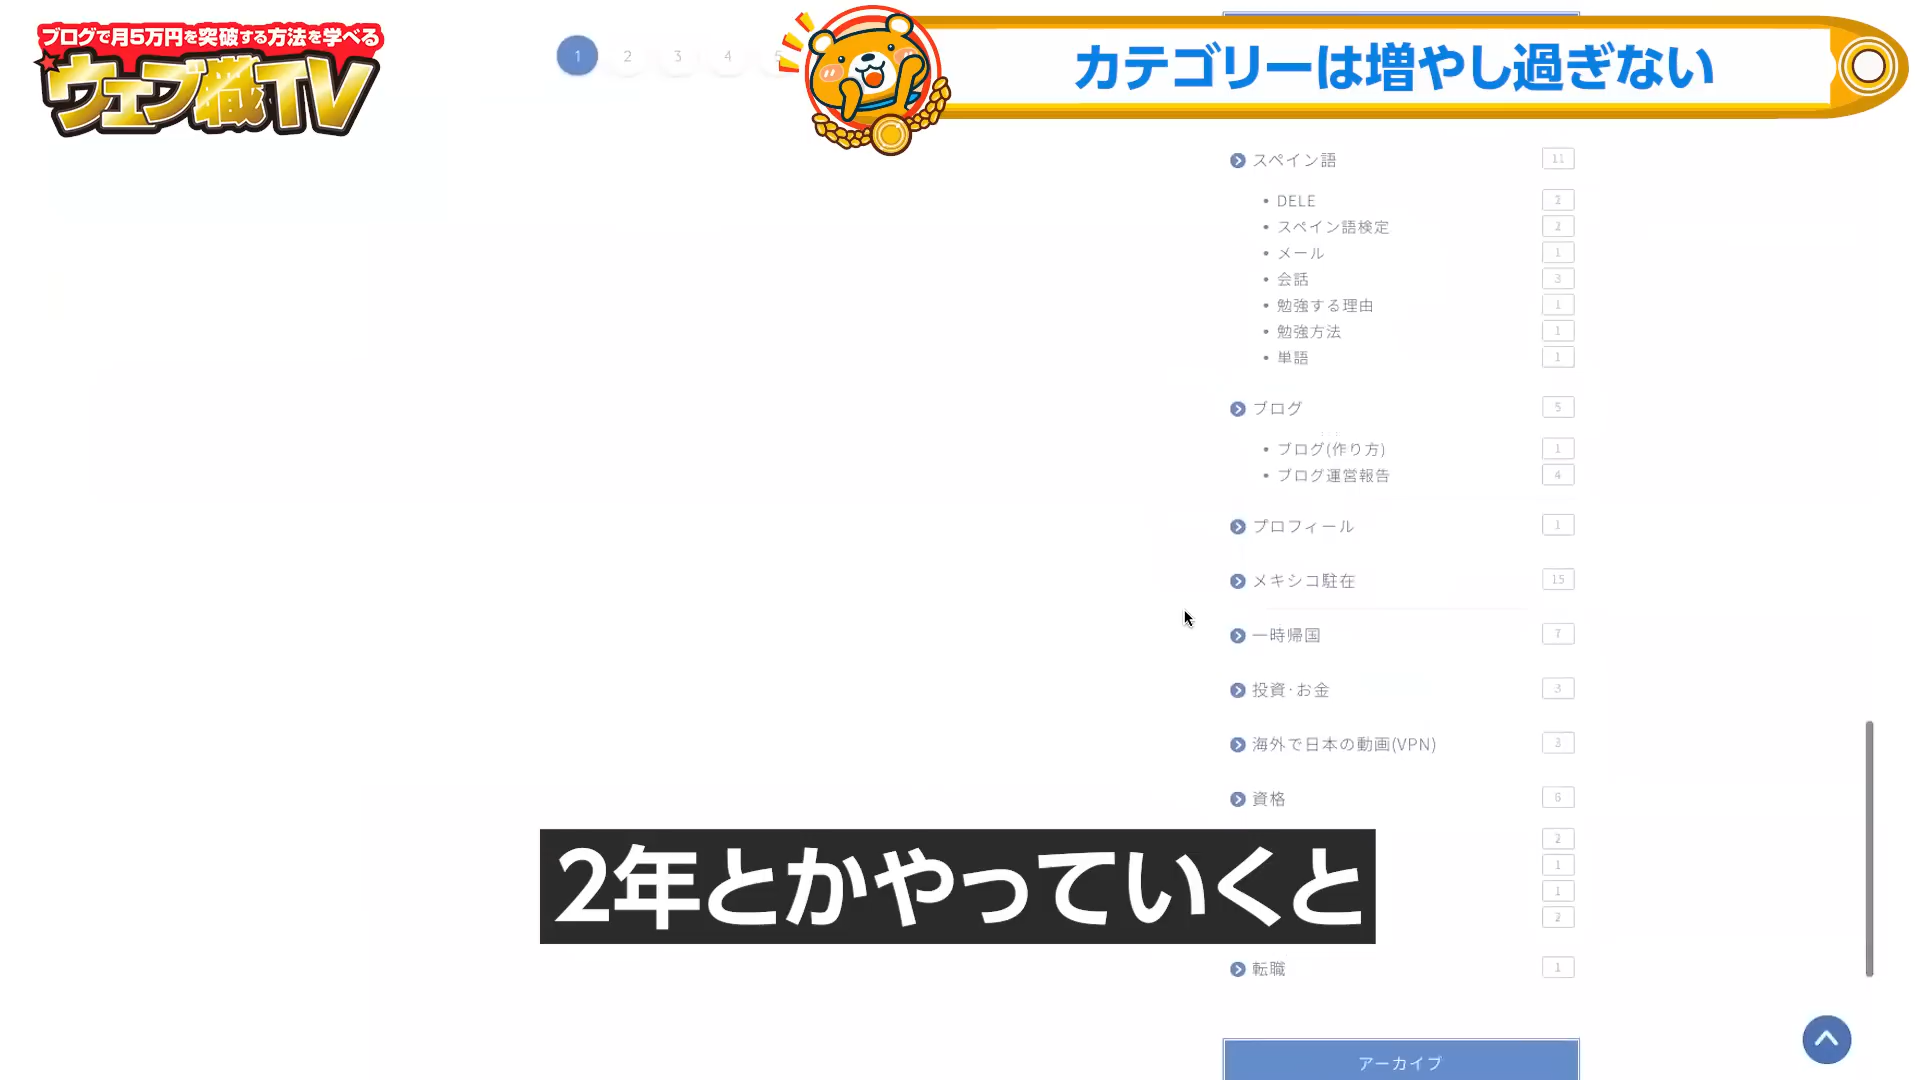 ブログで月5万円を突破する方法を学べる
ウェブ職TV
1 2 3 4 5
カテゴリーは増やし過ぎない
スペイン語 11
• DELE 2
• スペイン語検定 2
• メール 1
• 会話 3
• 勉強する理由 1
• 勉強方法 1
• 単語 1
ブログ 5
• ブログ(作り方) 1
• ブログ運営報告 4
プロフィール 1
メキシコ駐在 15
一時帰国 7
投資·お金 3
海外で日本の動画(VPN) 3
資格 6
2
1
1
2
2年とかやっていくと
転職 1
アーカイブ